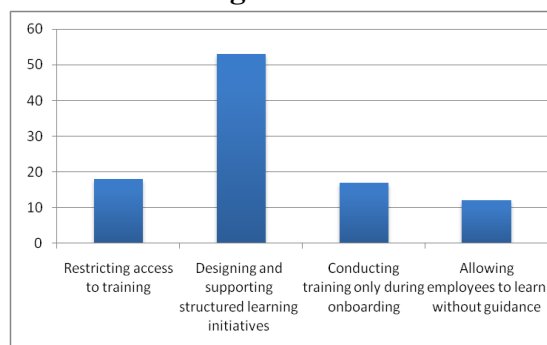 60
50
40
30
20
10
0
Restricting access
to training
Designing and
supporting
structured learning
initiatives
Conducting
training only during
onboarding
Allowing
employees to learn
without guidance